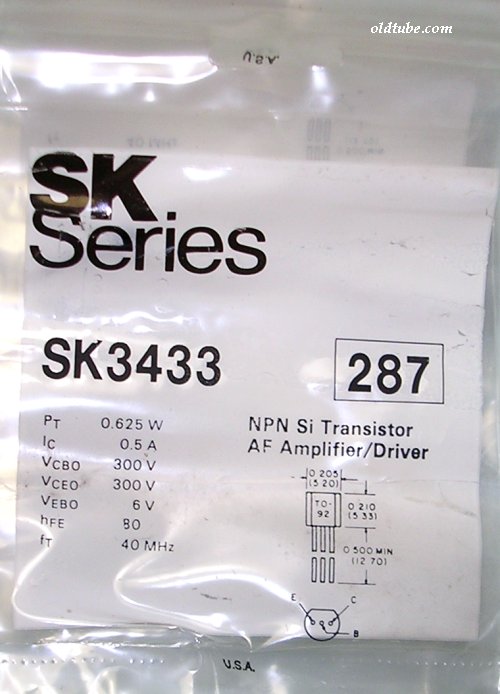 oldtube.com
U.S.A.
SK
Series
SK3433
287
PT 0.625 W
IC 0.5 A
VCBO 300 V
VCEO 300 V
VEBO 6 V
hFE 80
fT 40 MHz
NPN Si Transistor
AF Amplifier/Driver
0.205
(5.20)
TO-
92
0.210
(5.33)
0.500 MIN
(12.70)
E
C
B
U.S.A.